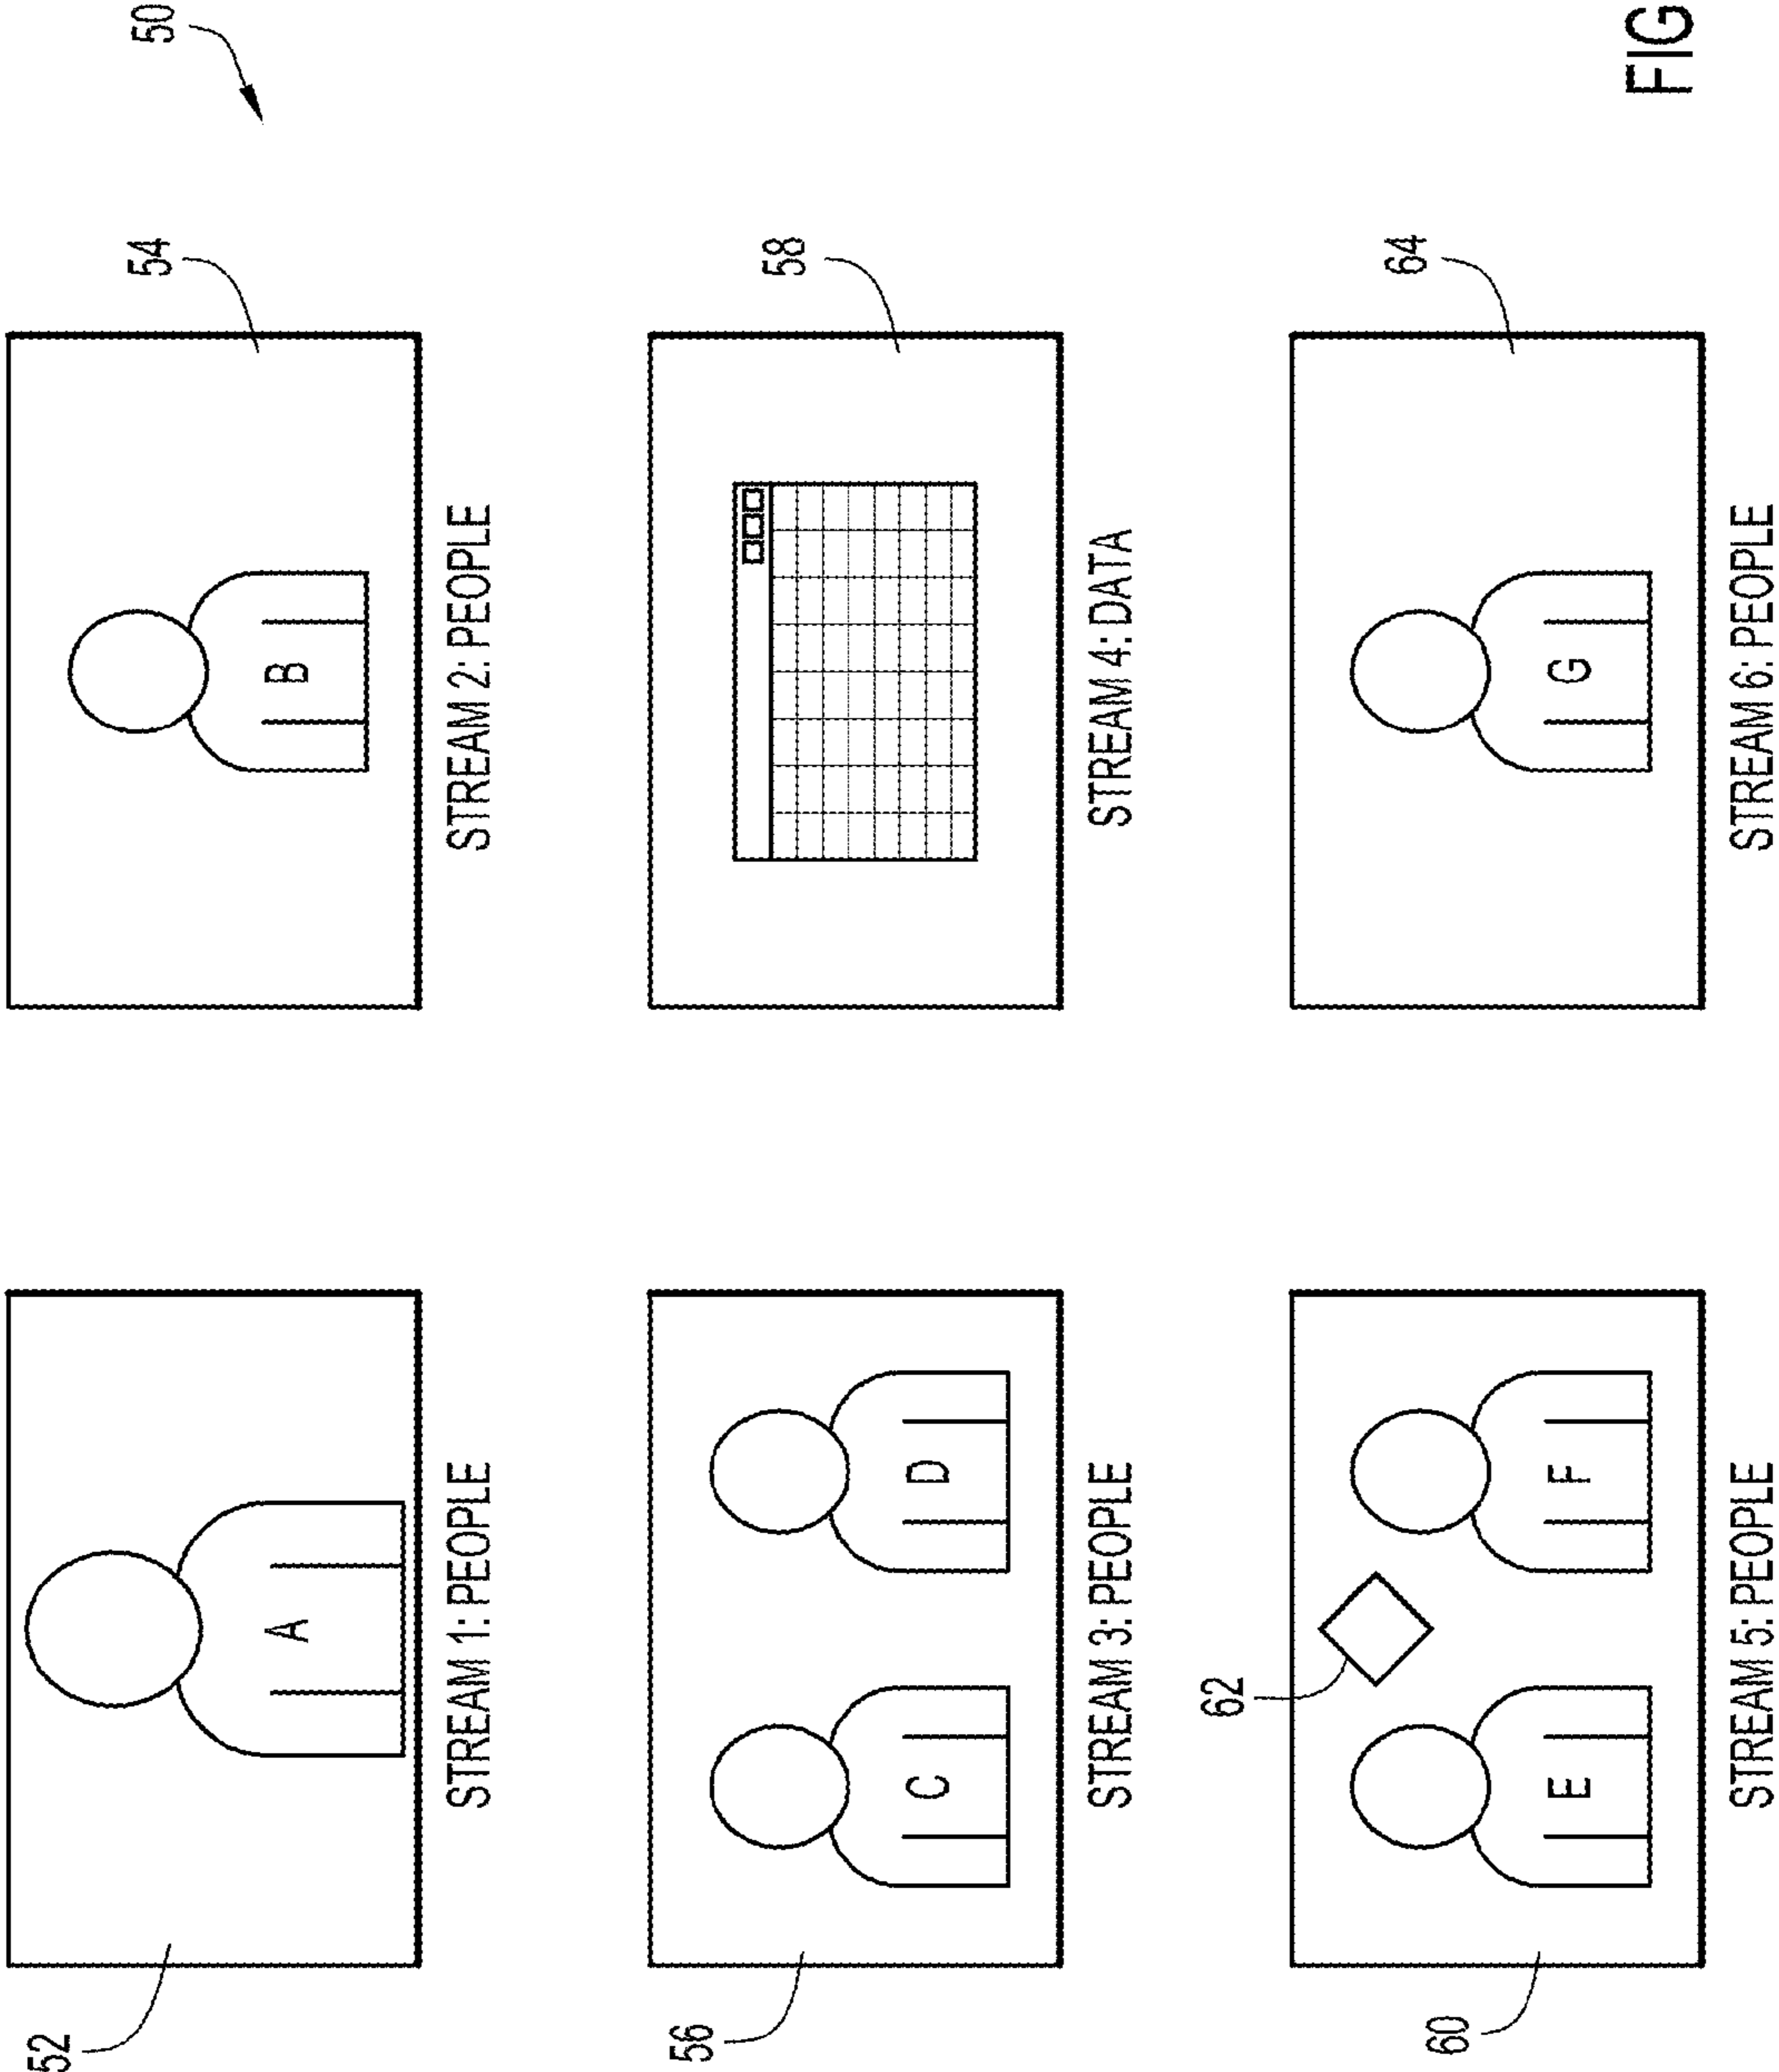 50
52
A
STREAM 1: PEOPLE
54
B
STREAM 2: PEOPLE
56
C
D
STREAM 3: PEOPLE
58
STREAM 4: DATA
60
62
E
F
STREAM 5: PEOPLE
64
G
STREAM 6: PEOPLE
FIG